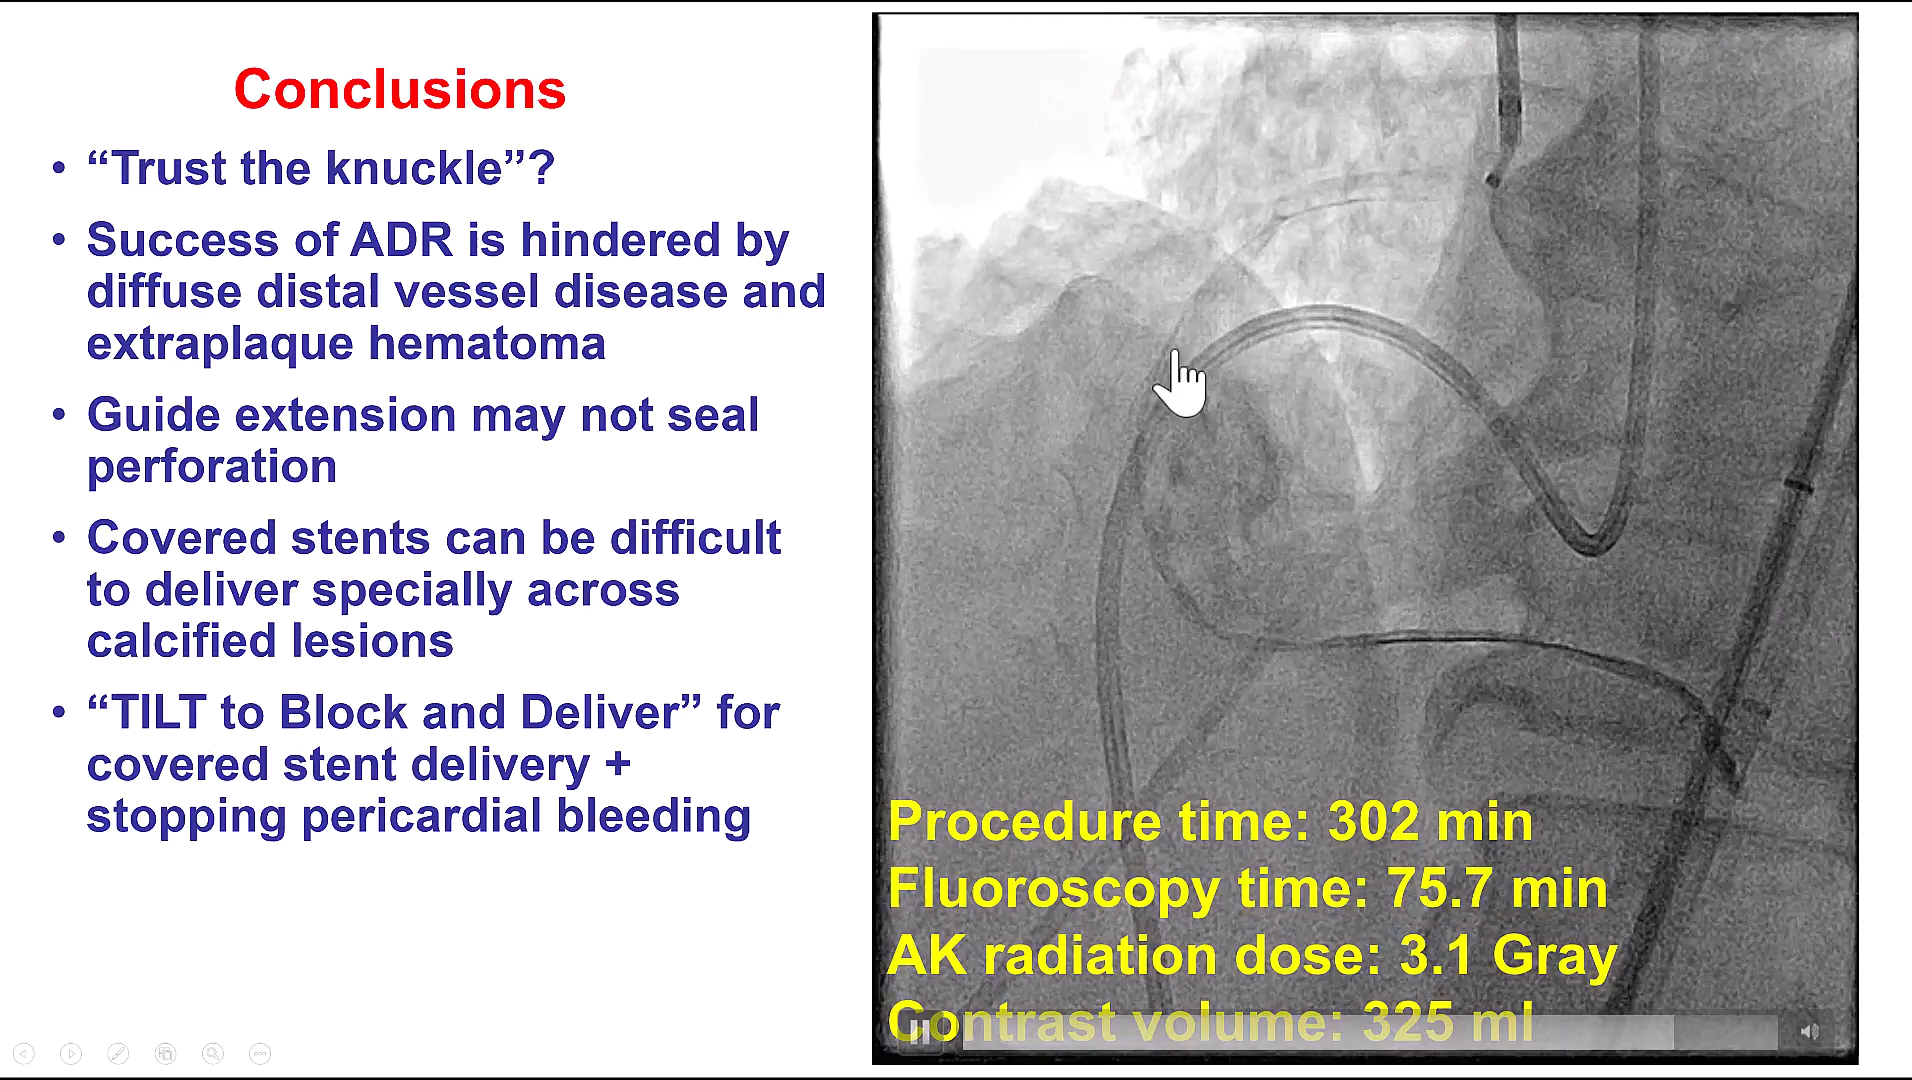 Conclusions
• “Trust the knuckle”?
• Success of ADR is hindered by
diffuse distal vessel disease and
extraplaque hematoma
• Guide extension may not seal
perforation
• Covered stents can be difficult
to deliver specially across
calcified lesions
• “TILT to Block and Deliver” for
covered stent delivery +
stopping pericardial bleeding
Procedure time: 302 min
Fluoroscopy time: 75.7 min
AK radiation dose: 3.1 Gray
Contrast volume: 325 ml